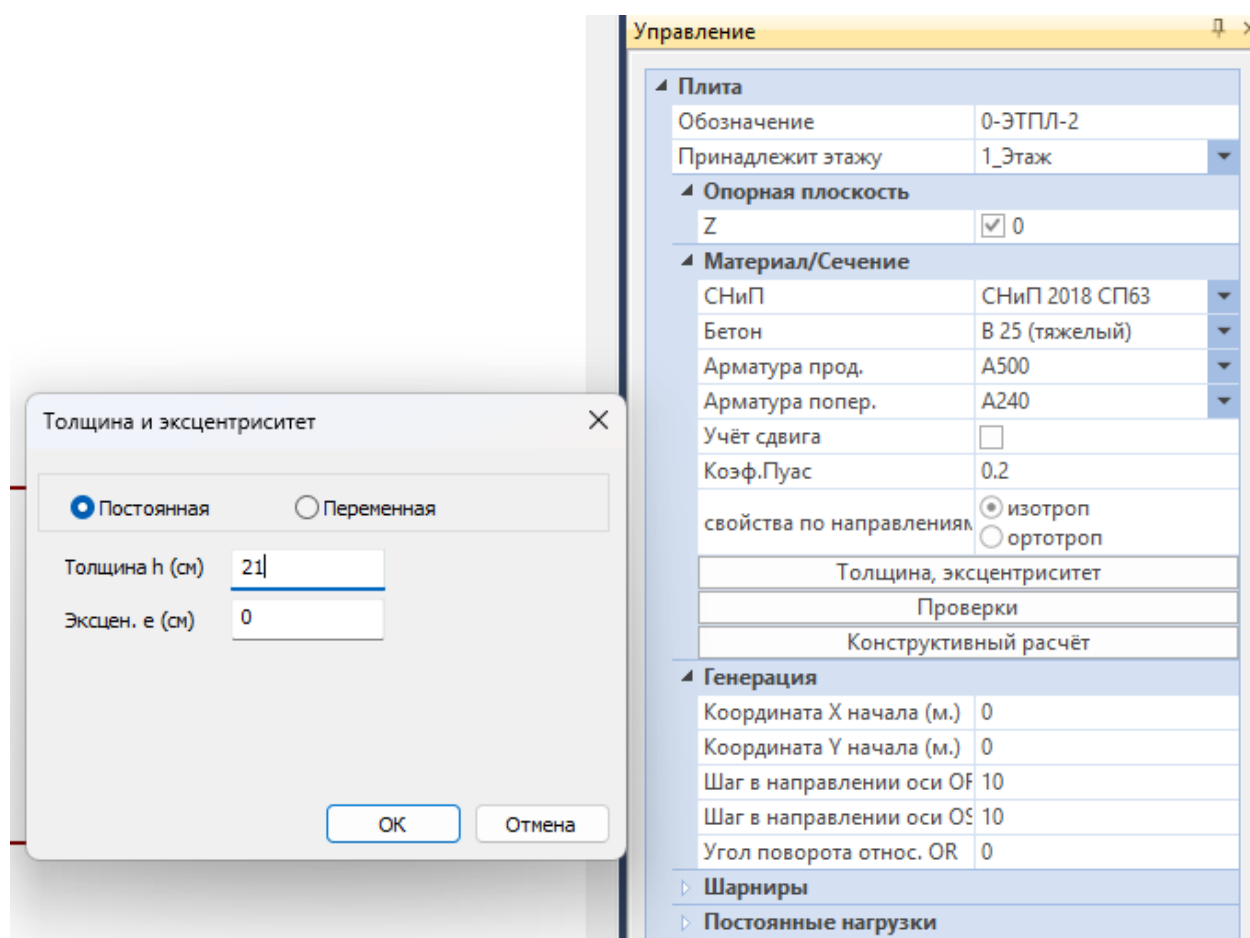 Управление
Плита
Обозначение 0-ЭТПЛ-2
Принадлежит этажу 1_Этаж
Опорная плоскость
Z 0
Материал/Сечение
СНиП СНиП 2018 СП63
Бетон В 25 (тяжелый)
Арматура прод. А500
Арматура попер. А240
Учёт сдвига
Коэф.Пуас 0.2
свойства по направлениям изотроп
ортотроп
Толщина, эксцентриситет
Проверки
Конструктивный расчёт
Генерация
Координата X начала (м.) 0
Координата Y начала (м.) 0
Шаг в направлении оси OR 10
Шаг в направлении оси OS 10
Угол поворота относ. OR 0
Шарниры
Постоянные нагрузки
Толщина и эксцентриситет
Постоянная Переменная
Толщина h (см) 21
Эксцен. e (см) 0
ОК Отмена